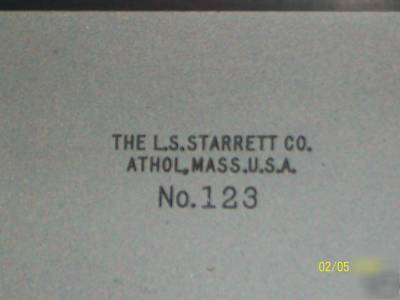 THE L.S.STARRETT CO.
ATHOL,MASS.U.S.A.
No.123
02/05